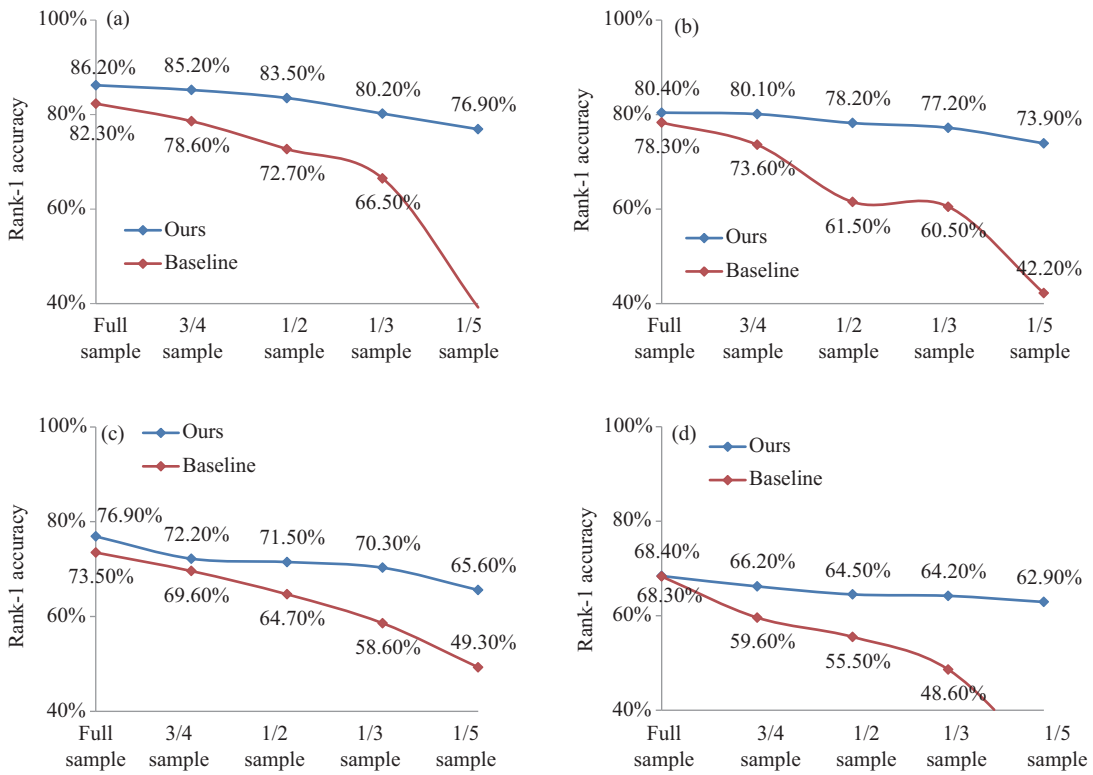 (a)
100%
80%
60%
40%
Rank-1 accuracy
86.20%
85.20%
83.50%
80.20%
76.90%
82.30%
78.60%
72.70%
66.50%
Ours
Baseline
Full sample
3/4 sample
1/2 sample
1/3 sample
1/5 sample
(b)
100%
80%
60%
40%
Rank-1 accuracy
80.40%
80.10%
78.20%
77.20%
73.90%
78.30%
73.60%
61.50%
60.50%
42.20%
Ours
Baseline
Full sample
3/4 sample
1/2 sample
1/3 sample
1/5 sample
(c)
100%
80%
60%
40%
Rank-1 accuracy
Ours
Baseline
76.90%
72.20%
71.50%
70.30%
65.60%
73.50%
69.60%
64.70%
58.60%
49.30%
Full sample
3/4 sample
1/2 sample
1/3 sample
1/5 sample
(d)
100%
80%
60%
40%
Rank-1 accuracy
Ours
Baseline
68.40%
66.20%
64.50%
64.20%
62.90%
68.30%
59.60%
55.50%
48.60%
Full sample
3/4 sample
1/2 sample
1/3 sample
1/5 sample